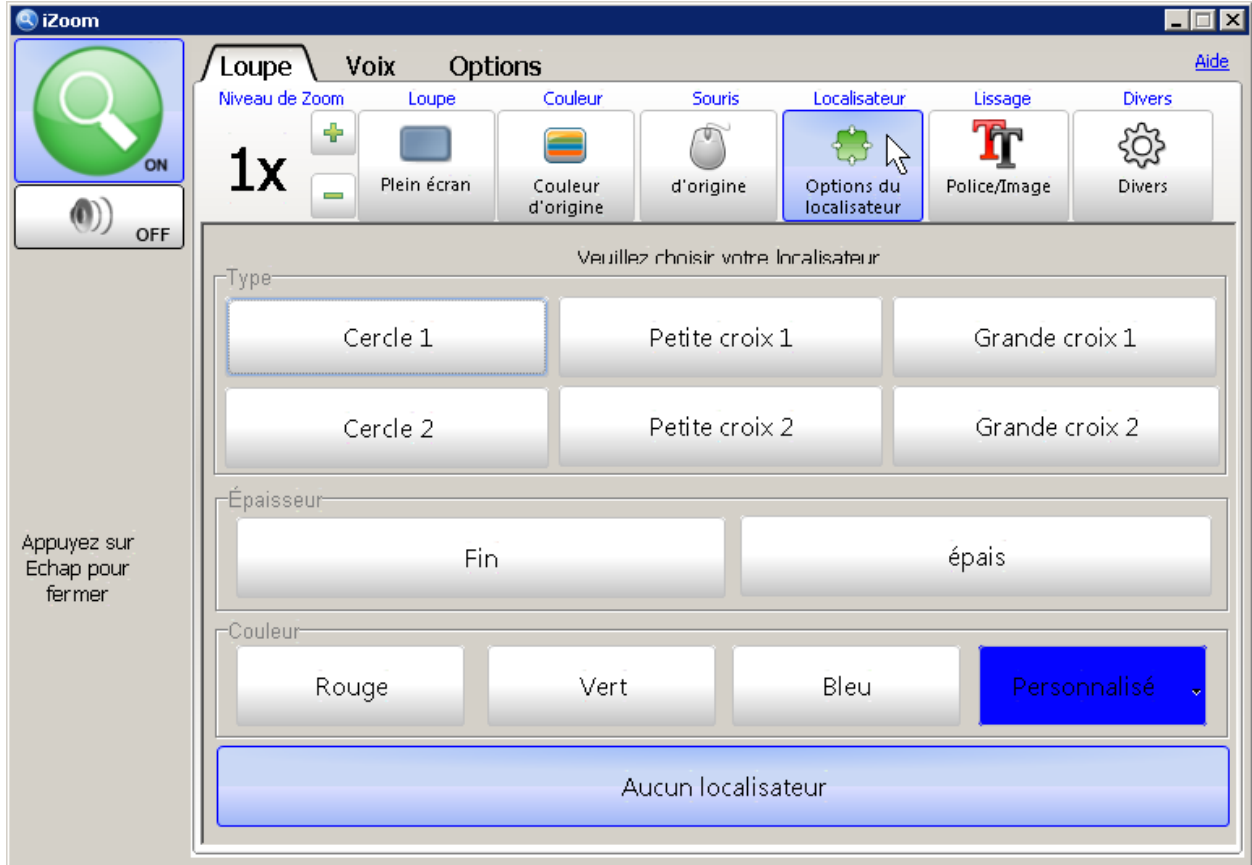 iZoom
Loupe Voix Options Aide
Niveau de Zoom Loupe Couleur Souris Localisateur Lissage Divers
1x
Plein écran
Couleur
d'origine
d'origine
Options du
localisateur
Police/Image
Divers
ON
OFF
Appuyez sur
Echap pour
fermer
Veuillez choisir votre localisateur
Type
Cercle 1 Petite croix 1 Grande croix 1
Cercle 2 Petite croix 2 Grande croix 2
Épaisseur
Fin épais
Couleur
Rouge Vert Bleu Personnalisé
Aucun localisateur